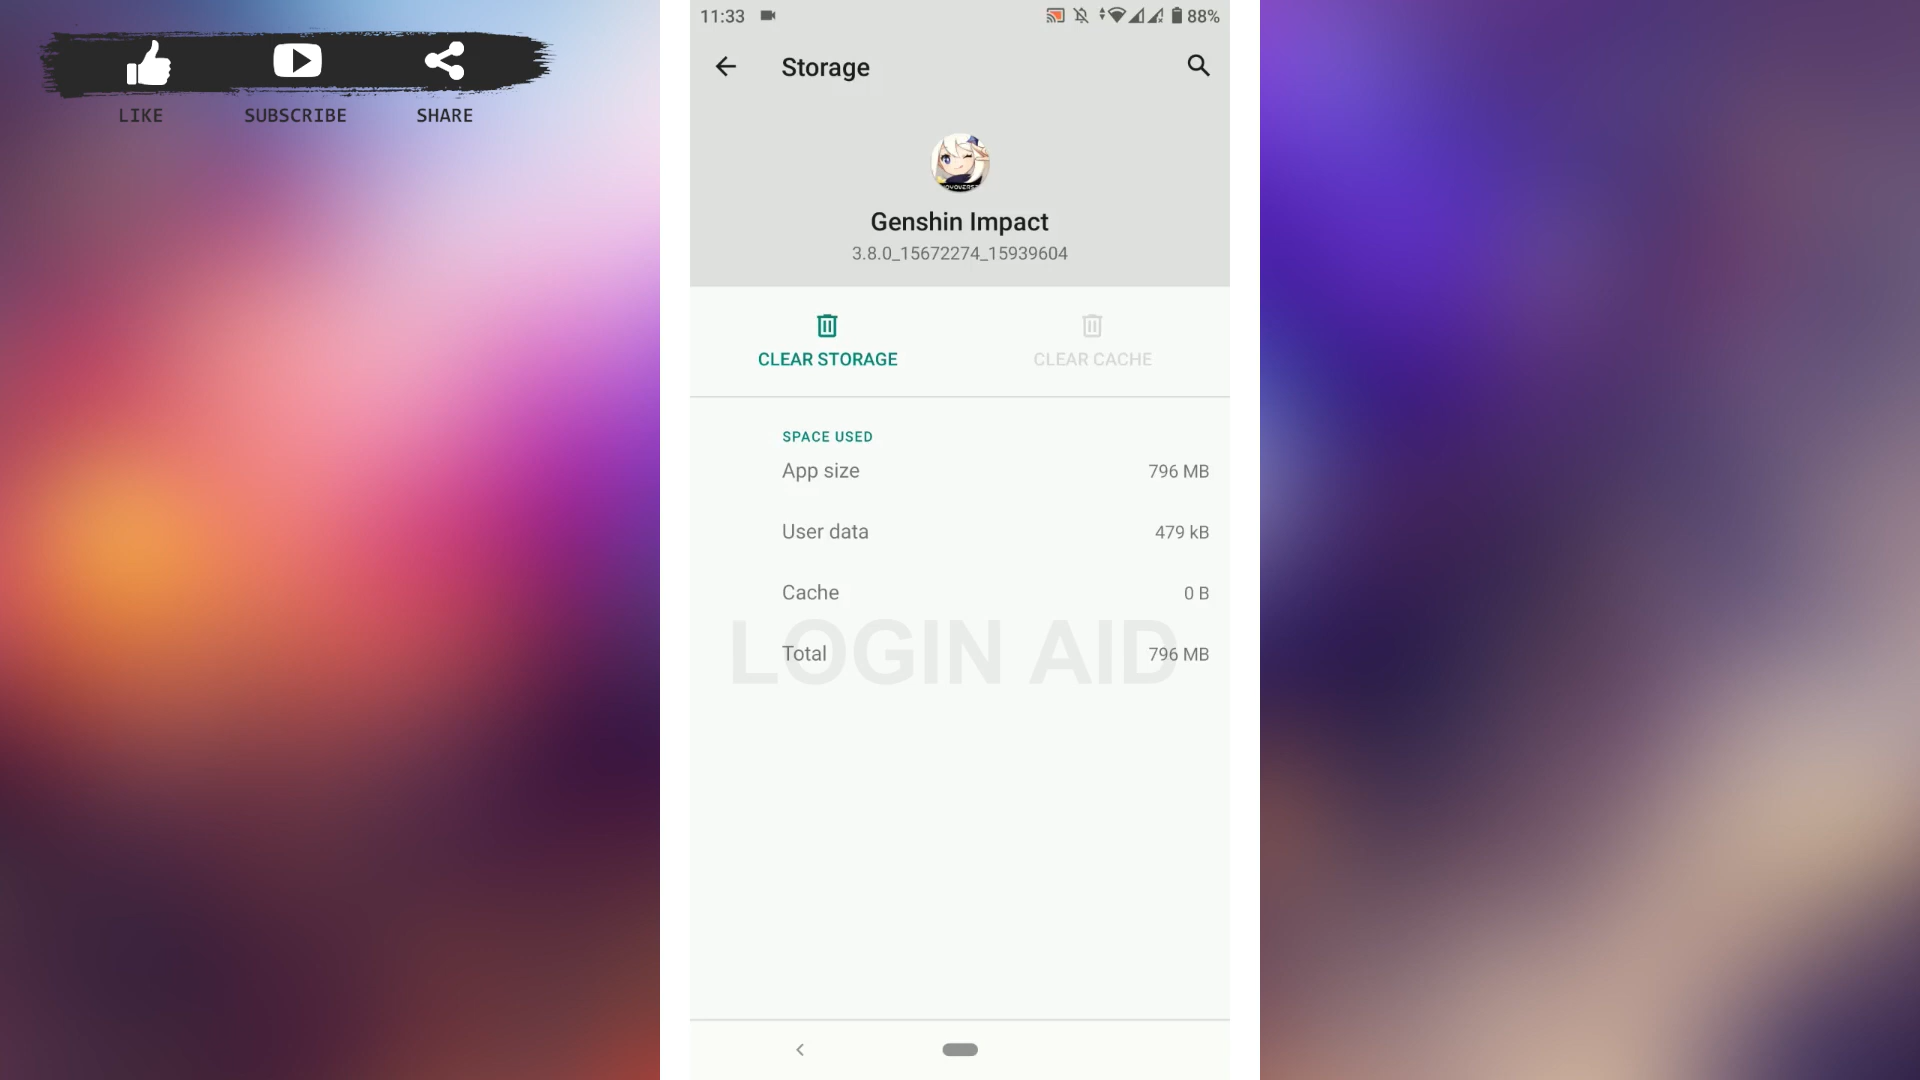 LIKE
SUBSCRIBE
SHARE
11:33
88%
Storage
Genshin Impact
3.8.0_15672274_15939604
CLEAR STORAGE
CLEAR CACHE
SPACE USED
App size 796 MB
User data 479 kB
Cache 0 B
LOGIN AID
Total 796 MB